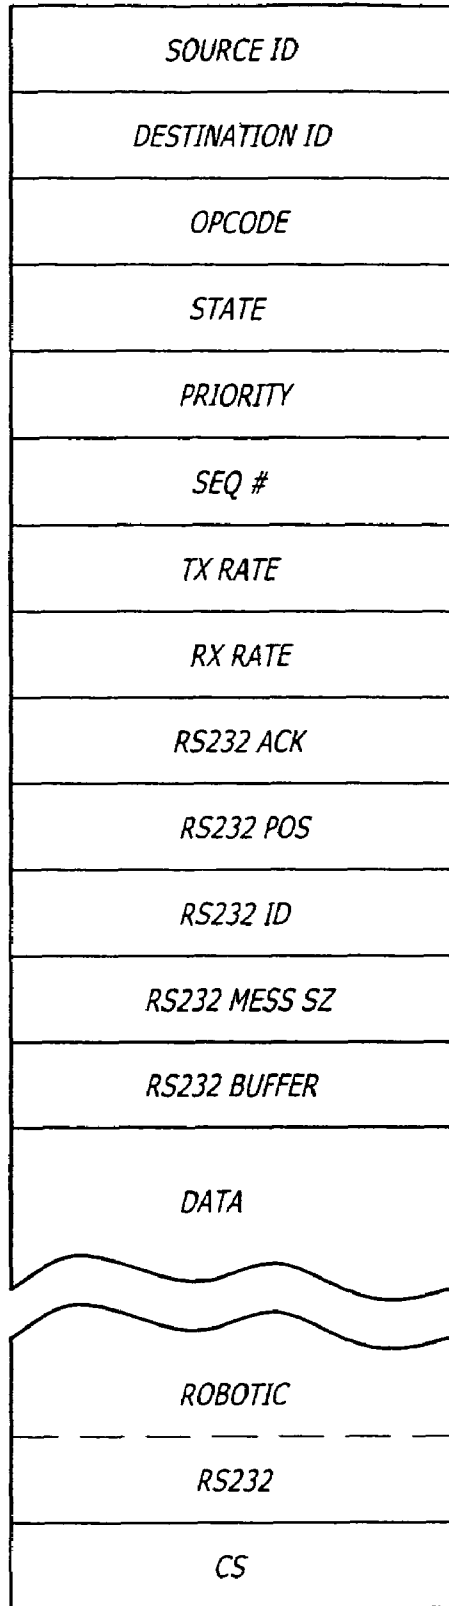 SOURCE ID
DESTINATION ID
OPCODE
STATE
PRIORITY
SEQ #
TX RATE
RX RATE
RS232 ACK
RS232 POS
RS232 ID
RS232 MESS SZ
RS232 BUFFER
DATA
ROBOTIC
RS232
CS